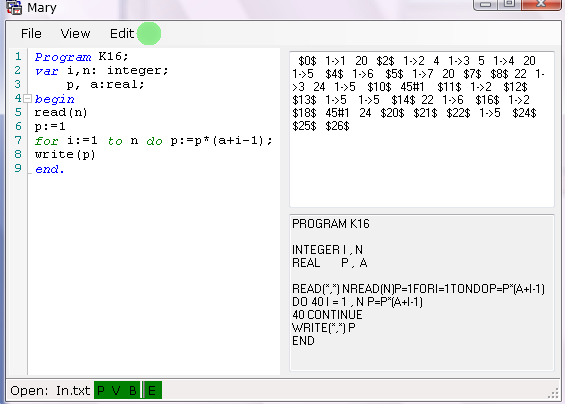 Mary
File View Edit
1 Program K16;
2 var i,n: integer;
3 p, a:real;
4 begin
5 read(n)
6 p:=1
7 for i:=1 to n do p:=p*(a+i-1);
8 write(p)
9 end.
$0$ 1->1 20 $2$ 1->2 4 1->3 5 1->4 20
1->5 $4$ 1->6 $5$ 1->7 20 $7$ $8$ 22 1-
>3 24 1->5 $10$ 45#1 $11$ 1->2 $12$
$13$ 1->5 1->5 $14$ 22 1->6 $16$ 1->2
$18$ 45#1 24 $20$ $21$ $22$ 1->5 $24$
$25$ $26$
PROGRAM K16
INTEGER I , N
REAL P , A
READ(*,*) NREAD(N)P=1FORI=1TONDOP=P*(A+I-1)
DO 40 I = 1 , N P=P*(A+I-1)
40 CONTINUE
WRITE(*,*) P
END
Open: In.txt P V B E